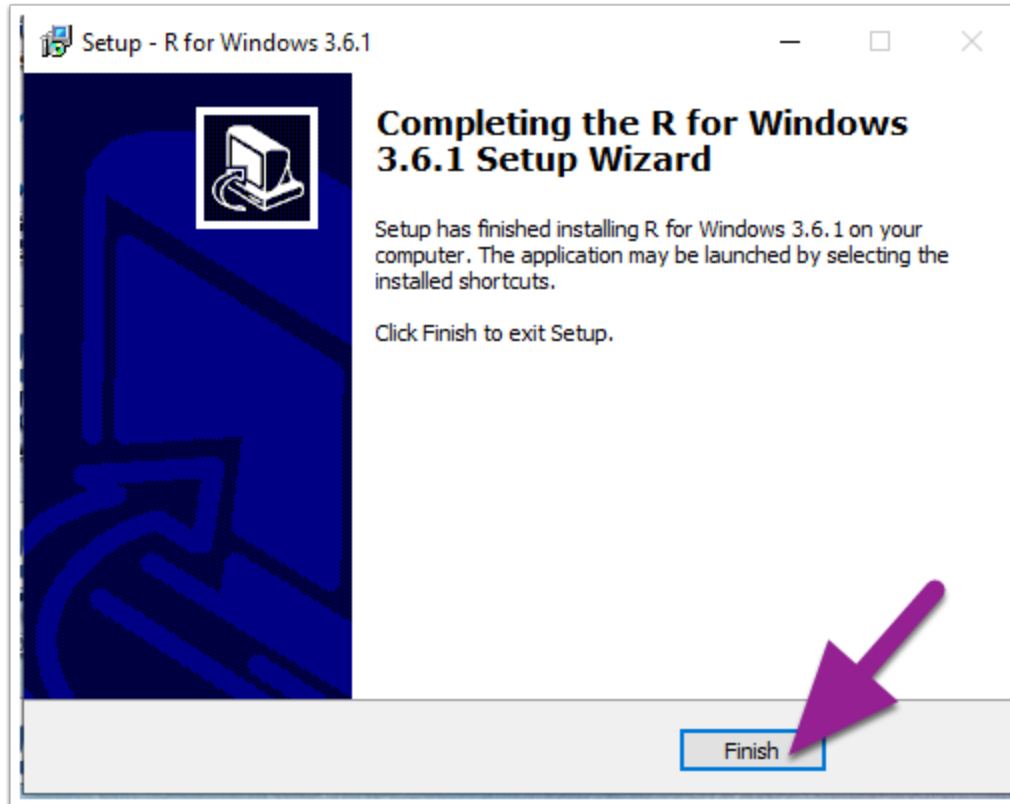 Setup - R for Windows 3.6.1
Completing the R for Windows
3.6.1 Setup Wizard
Setup has finished installing R for Windows 3.6.1 on your
computer. The application may be launched by selecting the
installed shortcuts.
Click Finish to exit Setup.
Finish